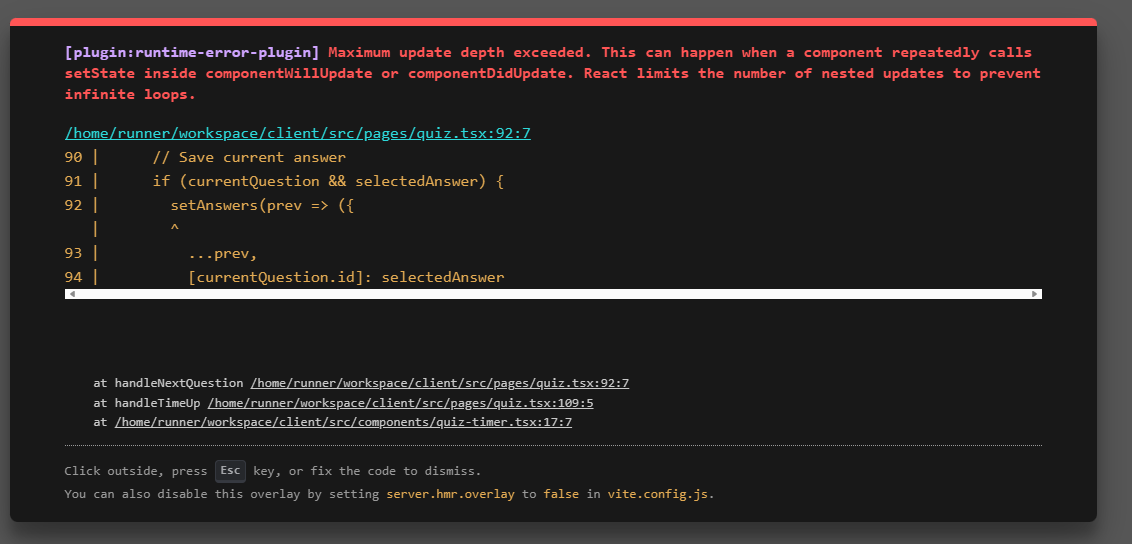 [plugin:runtime-error-plugin] Maximum update depth exceeded. This can happen when a component repeatedly calls
setState inside componentWillUpdate or componentDidUpdate. React limits the number of nested updates to prevent
infinite loops.
/home/runner/workspace/client/src/pages/quiz.tsx:92:7
90 |      // Save current answer
91 |      if (currentQuestion && selectedAnswer) {
92 |        setAnswers(prev => ({
   |        ^
93 |          ...prev,
94 |          [currentQuestion.id]: selectedAnswer
at handleNextQuestion /home/runner/workspace/client/src/pages/quiz.tsx:92:7
at handleTimeUp /home/runner/workspace/client/src/pages/quiz.tsx:109:5
at /home/runner/workspace/client/src/components/quiz-timer.tsx:17:7
Click outside, press Esc key, or fix the code to dismiss.
You can also disable this overlay by setting server.hmr.overlay to false in vite.config.js.